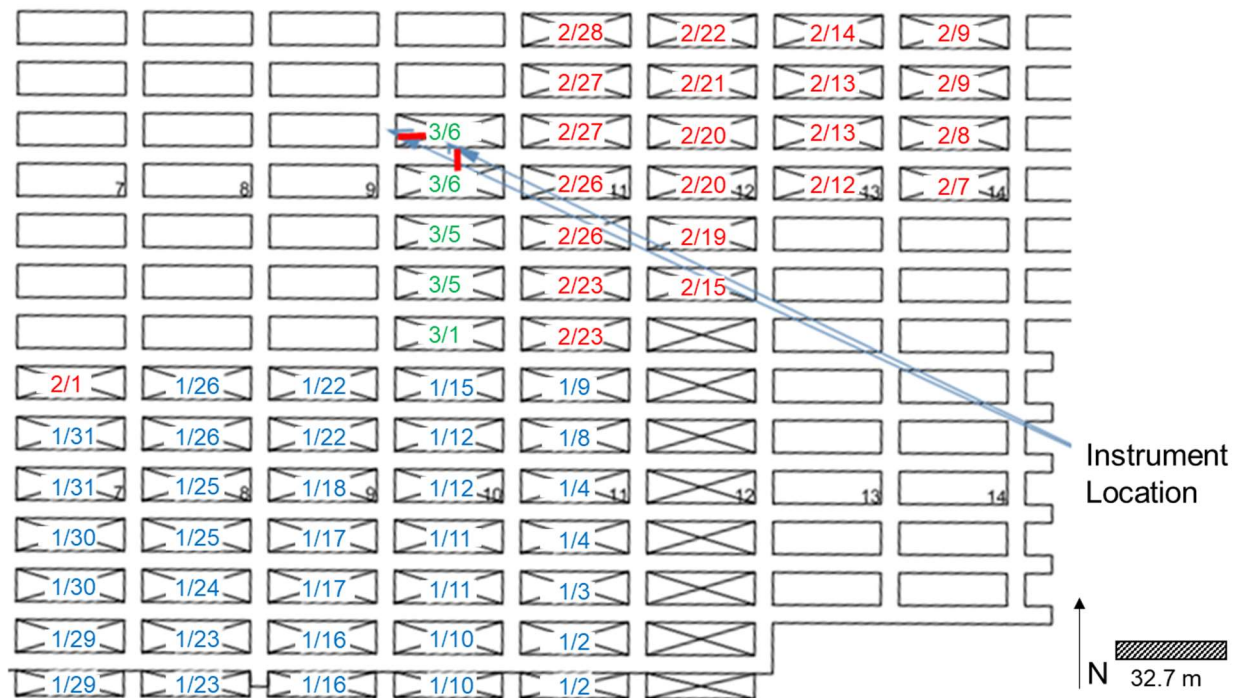 2/28 2/22 2/14 2/9
2/27 2/21 2/13 2/9
3/6 2/27 2/20 2/13 2/8
7 8 9 3/6 2/26 11 2/20 12 2/12 13 2/7 14
3/5 2/26 2/19
3/5 2/23 2/15
3/1 2/23
2/1 1/26 1/22 1/15 1/9
1/31 1/26 1/22 1/12 1/8
1/31 7 1/25 8 1/18 9 1/12 10 1/4 11 12 13 14
1/30 1/25 1/17 1/11 1/4
1/30 1/24 1/17 1/11 1/3
1/29 1/23 1/16 1/10 1/2
1/29 1/23 1/16 1/10 1/2
Instrument
Location
N 32.7 m